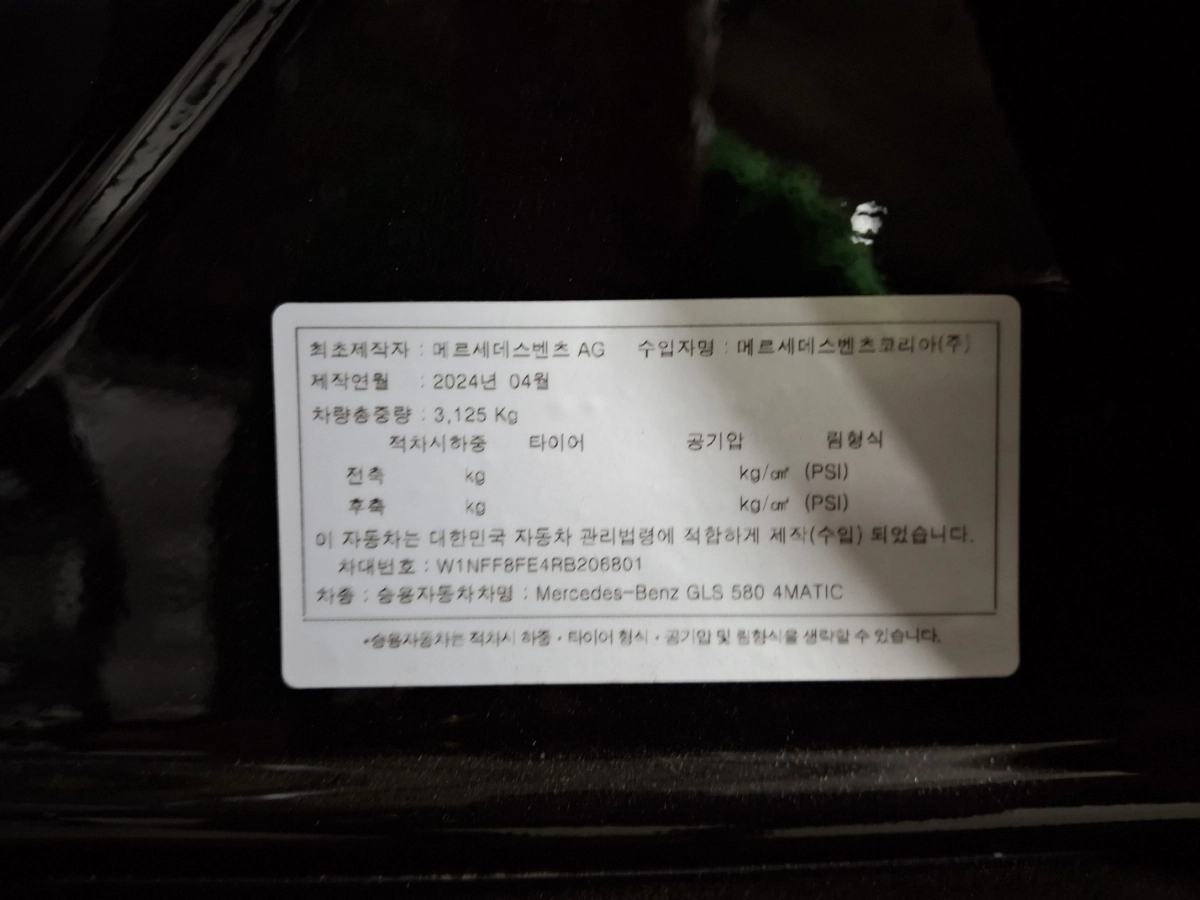 최초제작자 : 메르세데스벤츠 AG 수입자명 : 메르세데스벤츠코리아(주)
제작연월 : 2024년 04월
차량총중량 : 3,125 Kg
적차시하중 타이어 공기압 림형식
전축 kg kg/㎠ (PSI)
후축 kg kg/㎠ (PSI)
이 자동차는 대한민국 자동차 관리법령에 적합하게 제작(수입) 되었습니다.
차대번호 : W1NFF8FE4RB206801
차종 : 승용자동차차명 : Mercedes-Benz GLS 580 4MATIC
*승용자동차는 적차시 하중 · 타이어 형식 · 공기압 및 림형식을 생략할 수 있습니다.